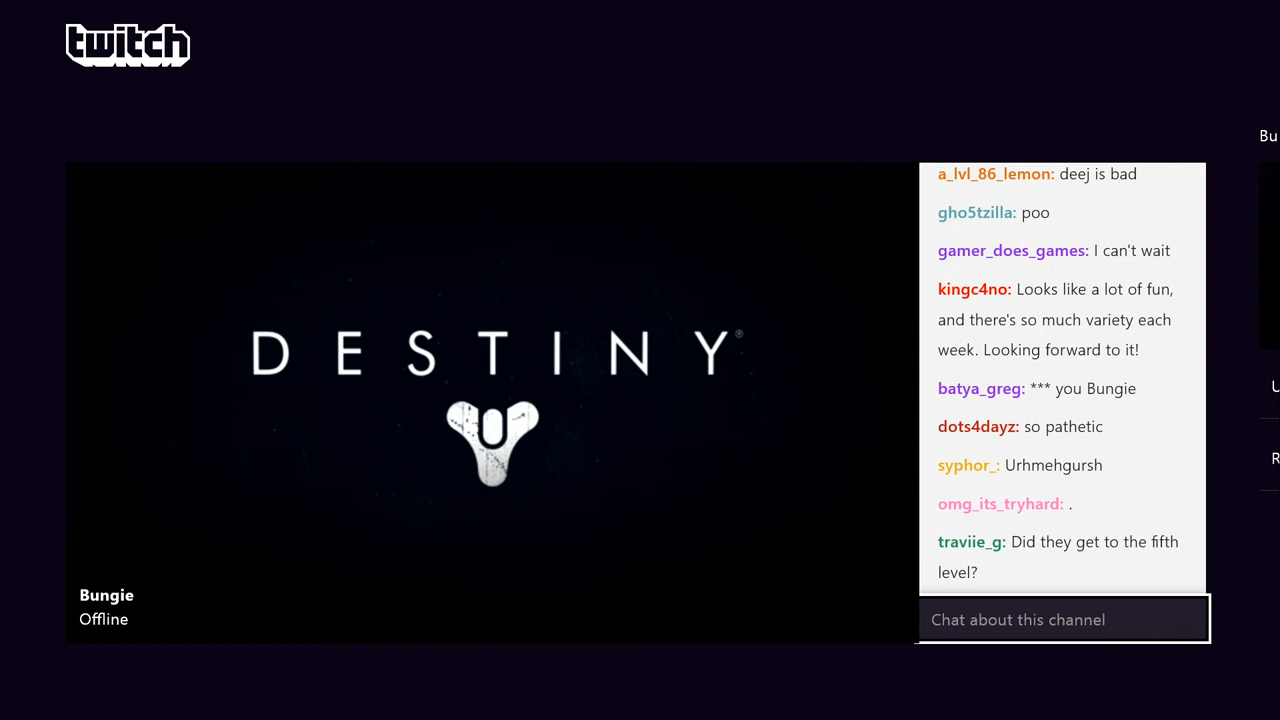 twitch
Bu
DESTINY®
Bungie
Offline
a_lvl_86_lemon: deej is bad
gho5tzilla: poo
gamer_does_games: I can't wait
kingc4no: Looks like a lot of fun,
and there's so much variety each
week. Looking forward to it!
batya_greg: *** you Bungie
dots4dayz: so pathetic
syphor_: Urhmehgursh
omg_its_tryhard: .
traviie_g: Did they get to the fifth
level?
Chat about this channel
U
R